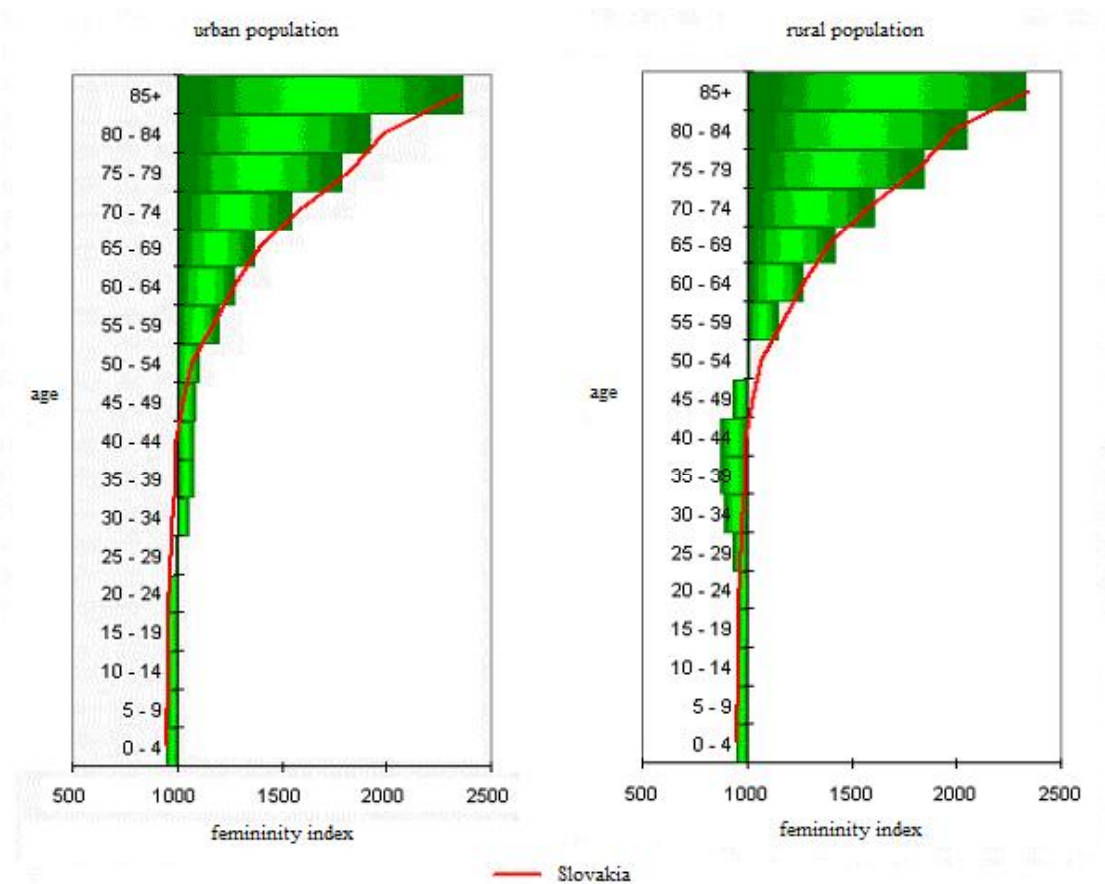 urban population
85+
80 - 84
75 - 79
70 - 74
65 - 69
60 - 64
55 - 59
50 - 54
45 - 49
40 - 44
35 - 39
30 - 34
25 - 29
20 - 24
15 - 19
10 - 14
5 - 9
0 - 4
age
500 1000 1500 2000 2500
femininity index
rural population
85+
80 - 84
75 - 79
70 - 74
65 - 69
60 - 64
55 - 59
50 - 54
45 - 49
40 - 44
35 - 39
30 - 34
25 - 29
20 - 24
15 - 19
10 - 14
5 - 9
0 - 4
age
500 1000 1500 2000 2500
femininity index
Slovakia